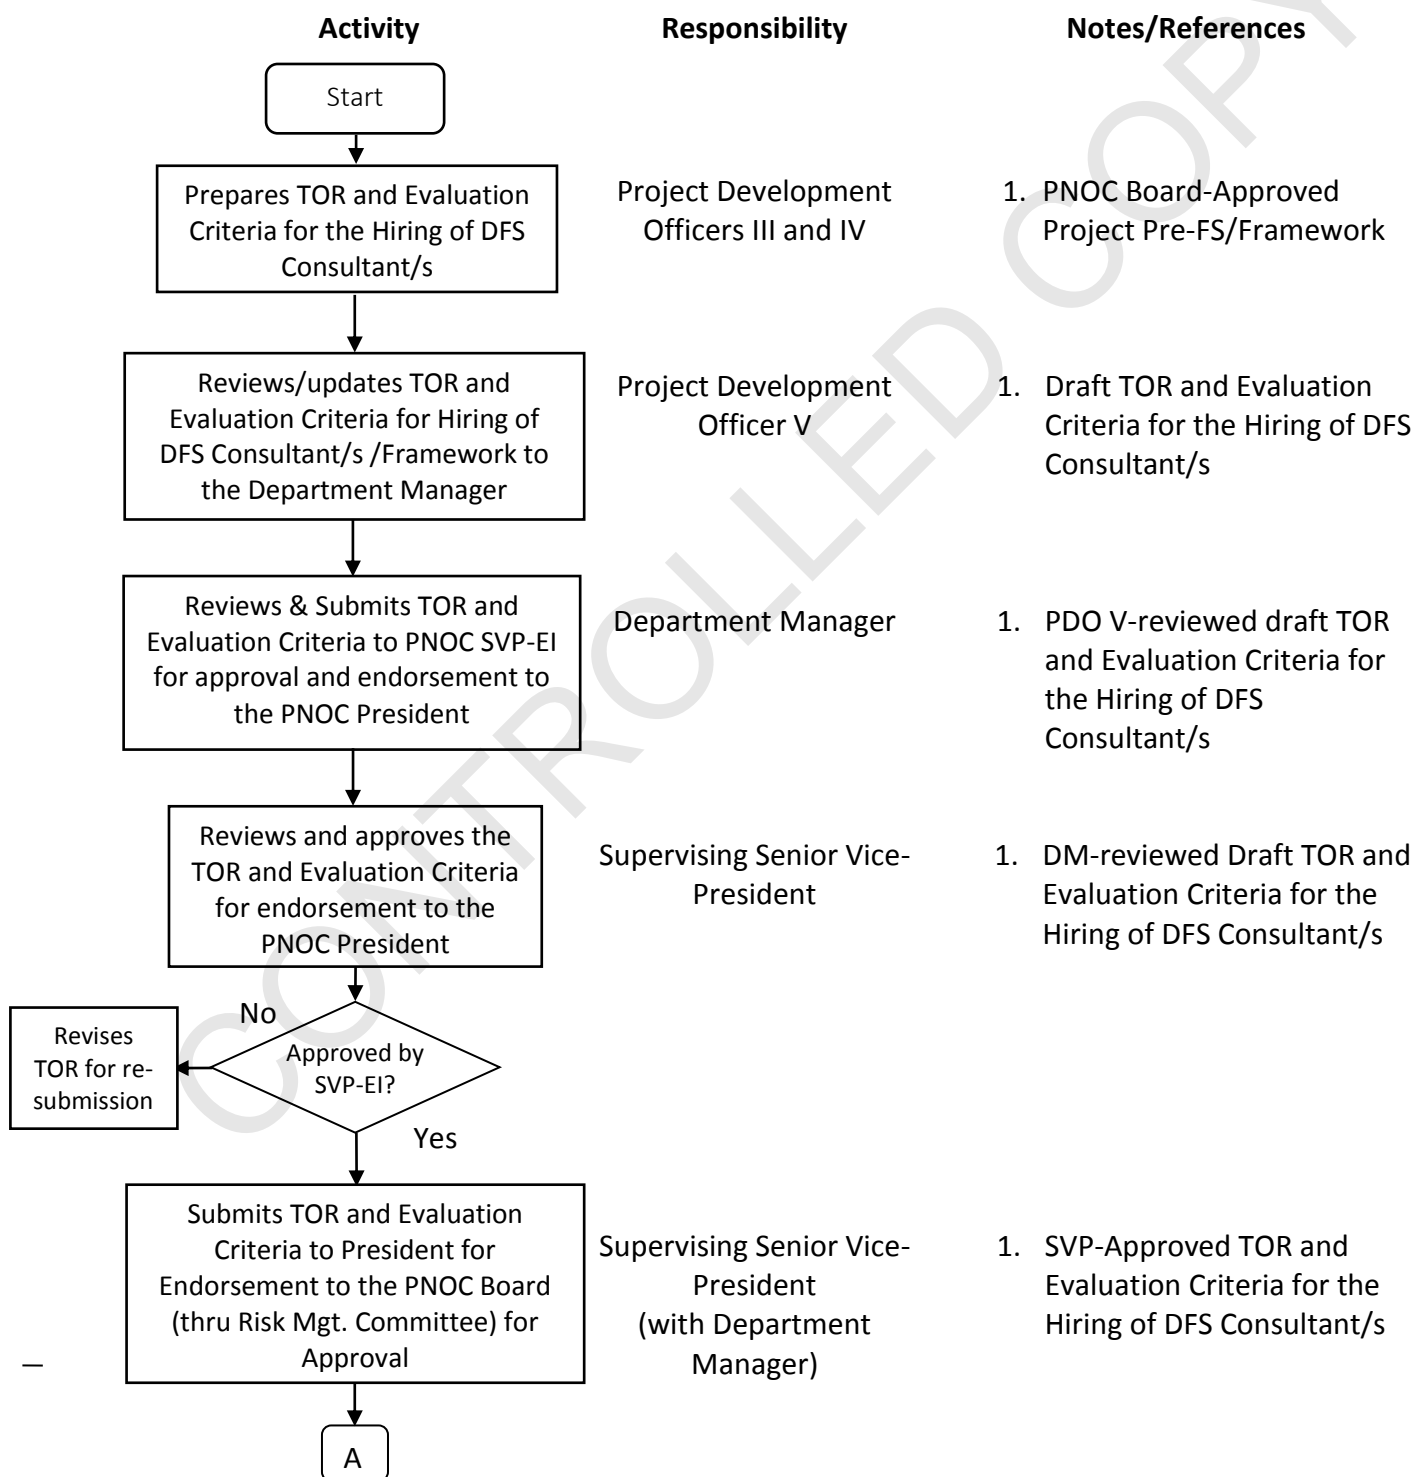 Activity
Responsibility
Notes/References
Start
Prepares TOR and Evaluation
Criteria for the Hiring of DFS
Consultant/s
Project Development
Officers III and IV
1. PNOC Board-Approved
Project Pre-FS/Framework
Reviews/updates TOR and
Evaluation Criteria for Hiring of
DFS Consultant/s /Framework to
the Department Manager
Project Development
Officer V
1. Draft TOR and Evaluation
Criteria for the Hiring of DFS
Consultant/s
Reviews & Submits TOR and
Evaluation Criteria to PNOC SVP-EI
for approval and endorsement to
the PNOC President
Department Manager
1. PDO V-reviewed draft TOR
and Evaluation Criteria for
the Hiring of DFS
Consultant/s
Reviews and approves the
TOR and Evaluation Criteria
for endorsement to the
PNOC President
Supervising Senior Vice-
President
1. DM-reviewed Draft TOR and
Evaluation Criteria for the
Hiring of DFS Consultant/s
No
Revises
TOR for re-
submission
Approved by
SVP-EI?
Yes
Submits TOR and Evaluation
Criteria to President for
Endorsement to the PNOC Board
(thru Risk Mgt. Committee) for
Approval
Supervising Senior Vice-
President
(with Department
Manager)
1. SVP-Approved TOR and
Evaluation Criteria for the
Hiring of DFS Consultant/s
A
CONTROLLED COPY